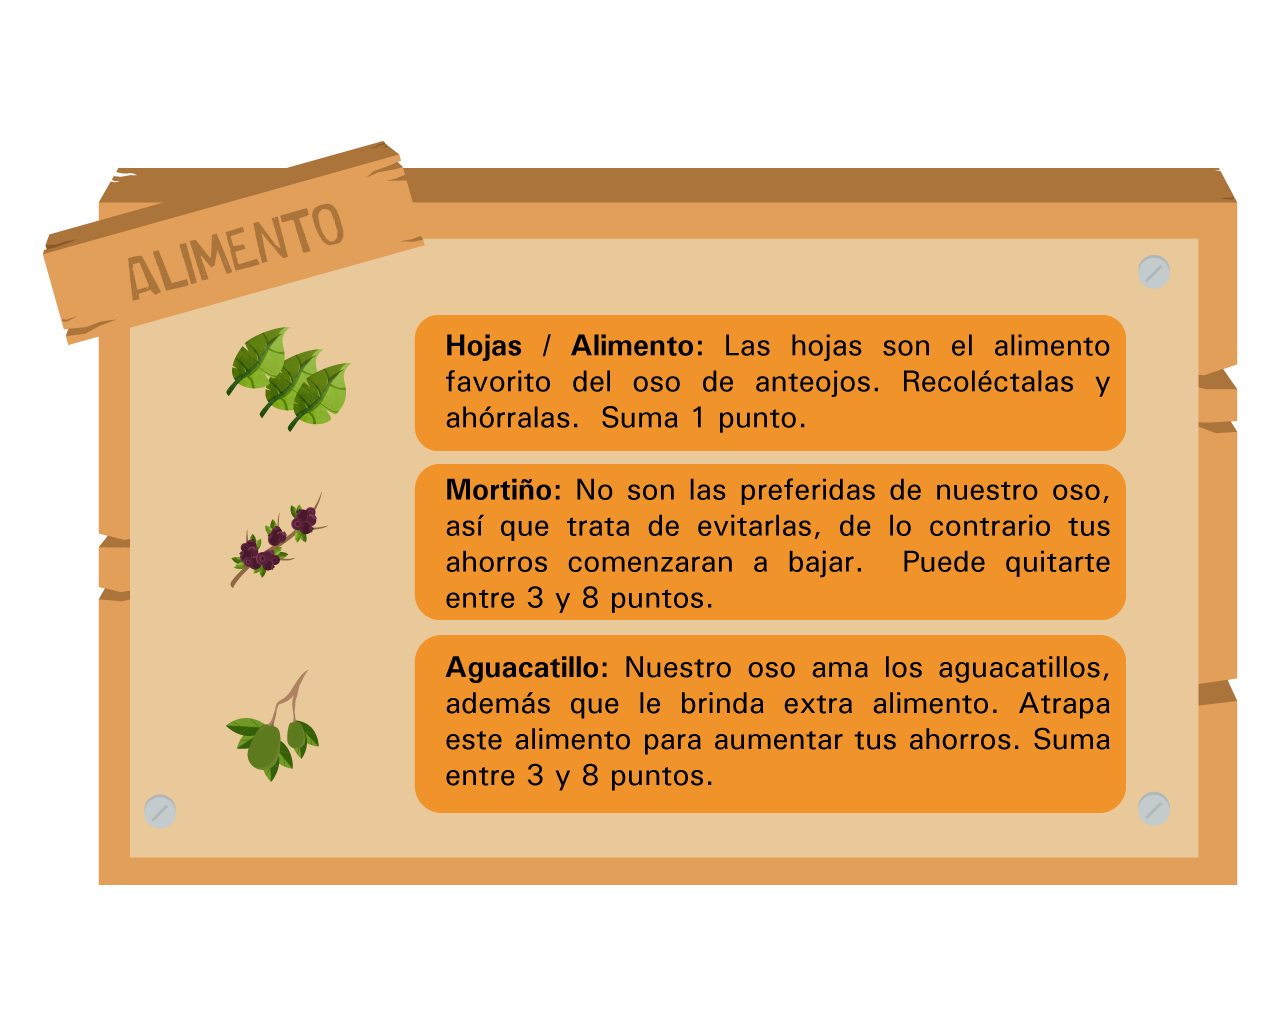 ALIMENTO
Hojas / Alimento: Las hojas son el alimento
favorito del oso de anteojos. Recoléctalas y
ahórralas.  Suma 1 punto.
Mortiño: No son las preferidas de nuestro oso,
así que trata de evitarlas, de lo contrario tus
ahorros comenzaran a bajar.  Puede quitarte
entre 3 y 8 puntos.
Aguacatillo: Nuestro oso ama los aguacatillos,
además que le brinda extra alimento. Atrapa
este alimento para aumentar tus ahorros. Suma
entre 3 y 8 puntos.